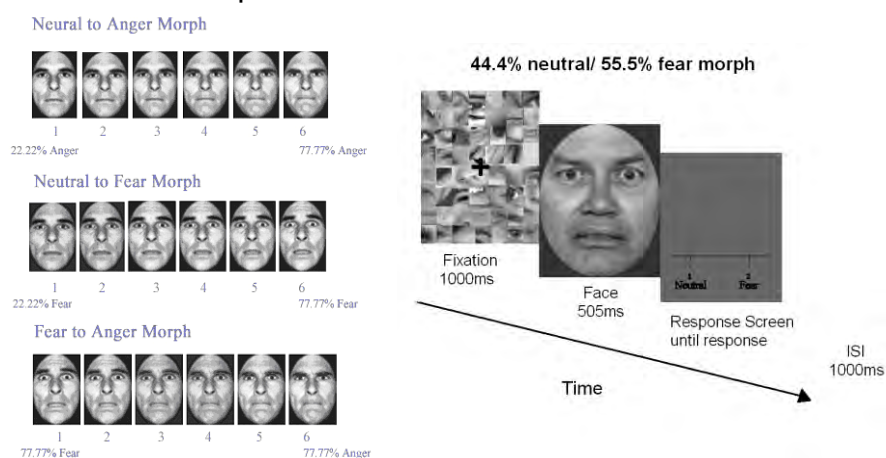 Neural to Anger Morph
1 2 3 4 5 6
22.22% Anger 77.77% Anger
Neutral to Fear Morph
1 2 3 4 5 6
22.22% Fear 77.77% Fear
Fear to Anger Morph
1 2 3 4 5 6
77.77% Fear 77.77% Anger
44.4% neutral/ 55.5% fear morph
Fixation
1000ms
Face
505ms
1 2
Neutral Fear
Response Screen
until response
ISI
1000ms
Time